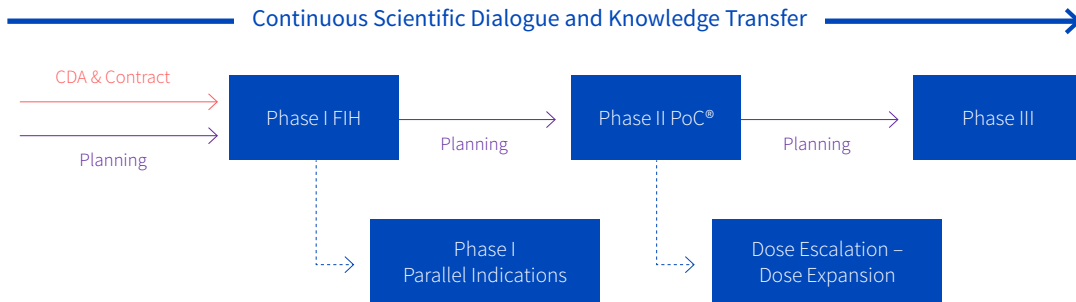 Continuous Scientific Dialogue and Knowledge Transfer
CDA & Contract
Planning
Phase I FIH
Planning
Phase II PoC®
Planning
Phase III
Phase I
Parallel Indications
Dose Escalation –
Dose Expansion